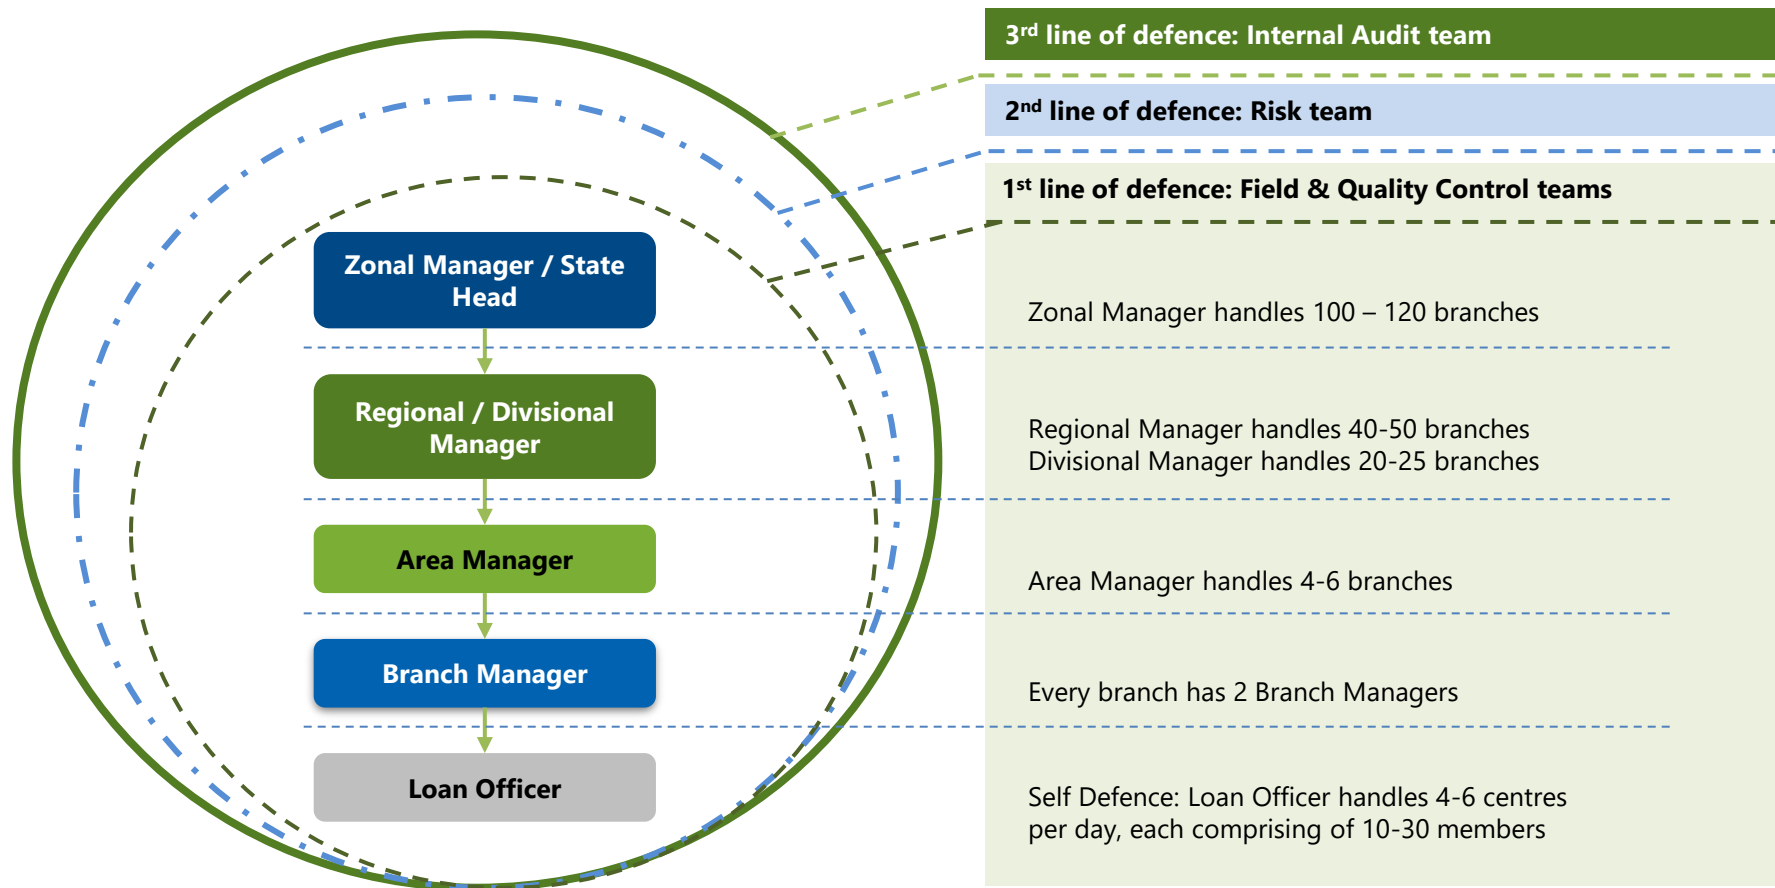 3rd line of defence: Internal Audit team
2nd line of defence: Risk team
1st line of defence: Field & Quality Control teams
Zonal Manager / State
Head
Zonal Manager handles 100 – 120 branches
Regional / Divisional
Manager
Regional Manager handles 40-50 branches
Divisional Manager handles 20-25 branches
Area Manager
Area Manager handles 4-6 branches
Branch Manager
Every branch has 2 Branch Managers
Loan Officer
Self Defence: Loan Officer handles 4-6 centres
per day, each comprising of 10-30 members